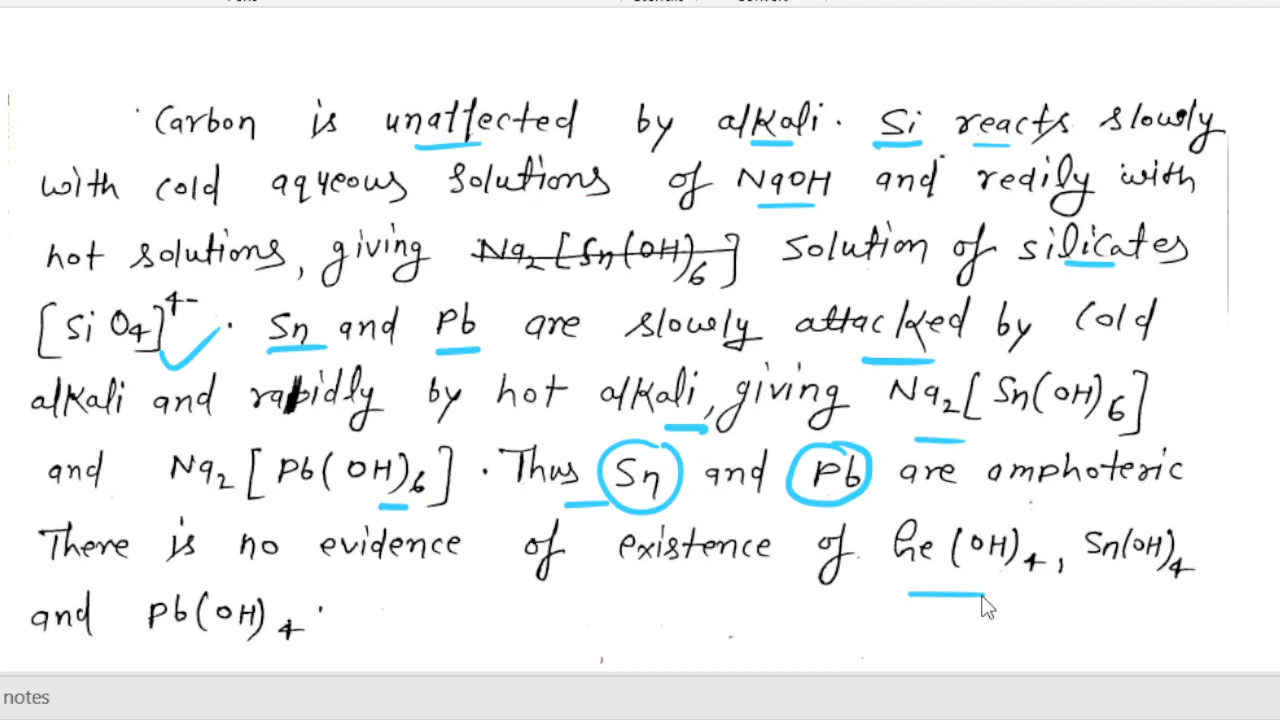 Carbon is unaffected by alkali. Si reacts slowly
with cold aqueous solutions of NaOH and redily with
hot solutions, giving Na2[Sn(OH)6] solution of silicates
[SiO4]4-. Sn and Pb are slowly attacked by cold
alkali and rapidly by hot alkali, giving Na2[Sn(OH)6]
and Na2[Pb(OH)6]. Thus Sn and Pb are amphoteric
There is no evidence of existence of Ge(OH)4, Sn(OH)4
and Pb(OH)4.
notes